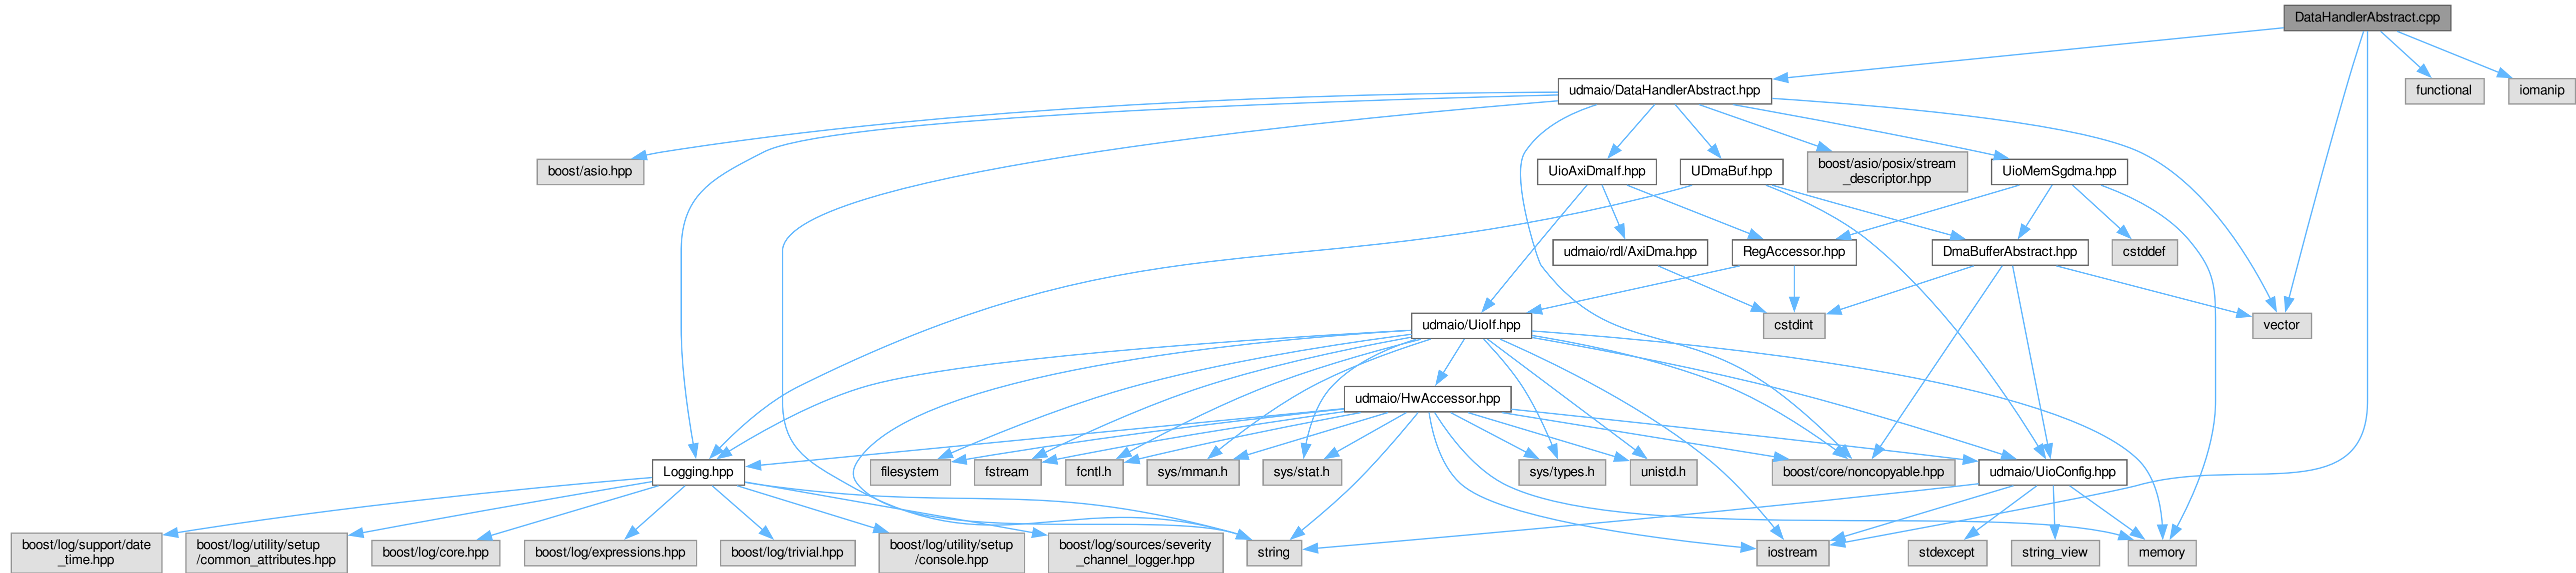 DataHandlerAbstract.cpp
udmaio/DataHandlerAbstract.hpp
functional
iomanip
boost/asio.hpp
UioAxiDmaIf.hpp
UDmaBuf.hpp
boost/asio/posix/stream
_descriptor.hpp
UioMemSgdma.hpp
udmaio/rdl/AxiDma.hpp
RegAccessor.hpp
DmaBufferAbstract.hpp
cstddef
udmaio/UioIf.hpp
cstdint
vector
udmaio/HwAccessor.hpp
Logging.hpp
filesystem
fstream
fcntl.h
sys/mman.h
sys/stat.h
sys/types.h
unistd.h
boost/core/noncopyable.hpp
udmaio/UioConfig.hpp
boost/log/support/date
_time.hpp
boost/log/utility/setup
/common_attributes.hpp
boost/log/core.hpp
boost/log/expressions.hpp
boost/log/trivial.hpp
boost/log/utility/setup
/console.hpp
boost/log/sources/severity
_channel_logger.hpp
string
iostream
stdexcept
string_view
memory